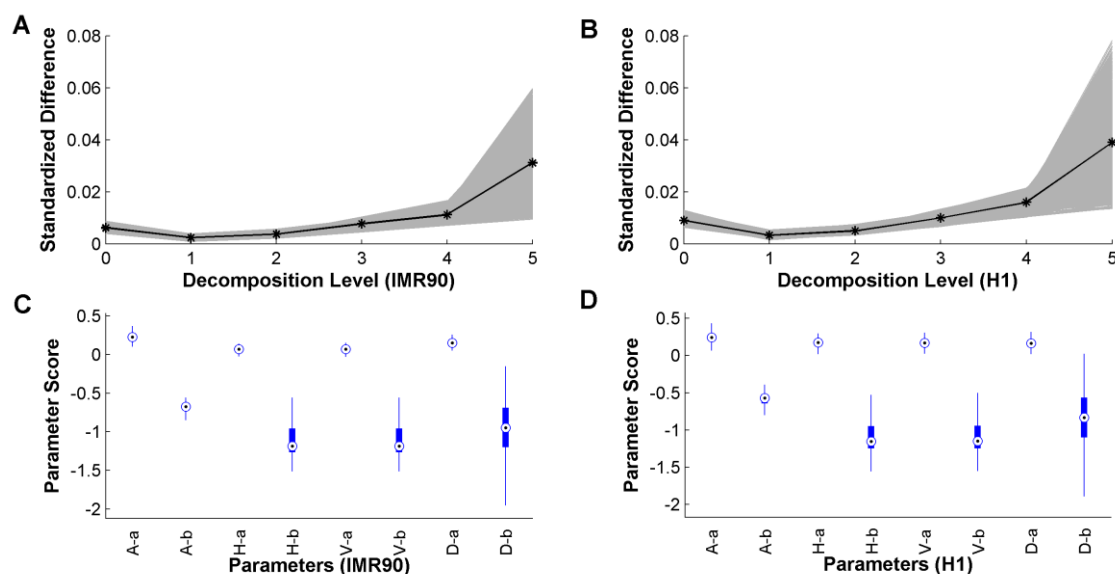 A
Standardized Difference
0.08
0.06
0.04
0.02
0
0 1 2 3 4 5
Decomposition Level (IMR90)
B
Standardized Difference
0.08
0.06
0.04
0.02
0
0 1 2 3 4 5
Decomposition Level (H1)
C
Parameter Score
0.5
0
-0.5
-1
-1.5
-2
A-a A-b H-a H-b V-a V-b D-a D-b
Parameters (IMR90)
D
Parameter Score
0.5
0
-0.5
-1
-1.5
-2
A-a A-b H-a H-b V-a V-b D-a D-b
Parameters (H1)